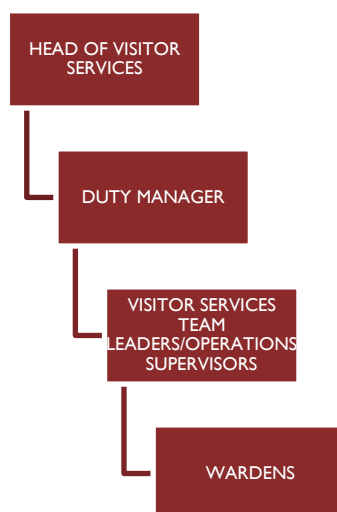 HEAD OF VISITOR
SERVICES
DUTY MANAGER
VISITOR SERVICES
TEAM
LEADERS/OPERATIONS
SUPERVISORS
WARDENS